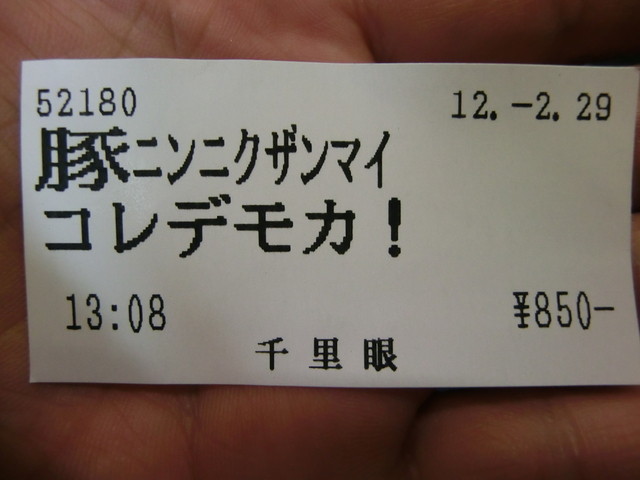 52180 12.-2.29
豚ニンニクザンマイ
コレデモカ！
13:08 ¥850-
千里眼